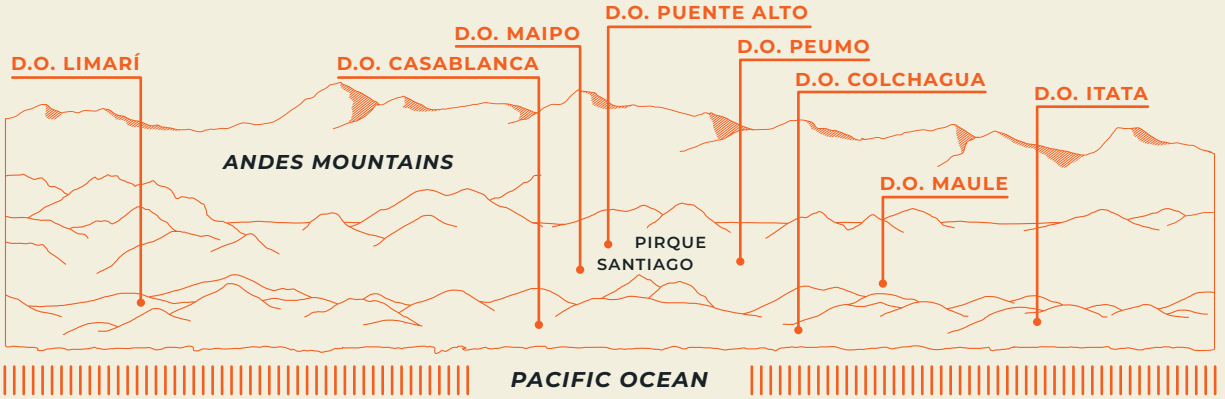 D.O. PUENTE ALTO
D.O. MAIPO
D.O. PEUMO
D.O. LIMARÍ
D.O. CASABLANCA
D.O. COLCHAGUA
D.O. ITATA
ANDES MOUNTAINS
D.O. MAULE
PIRQUE
SANTIAGO
PACIFIC OCEAN